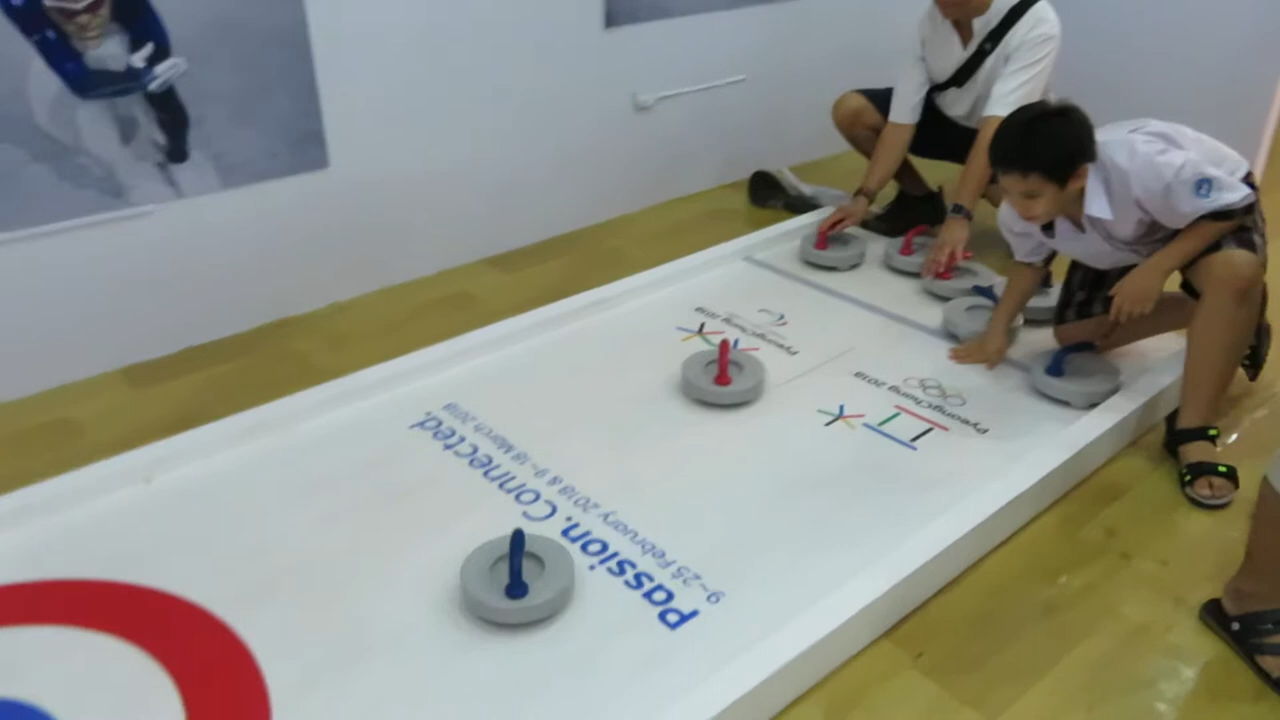 PyeongChang 2018
PyeongChang 2018
Passion. Connected.
9~25 February 2018 & 9~18 March 2018